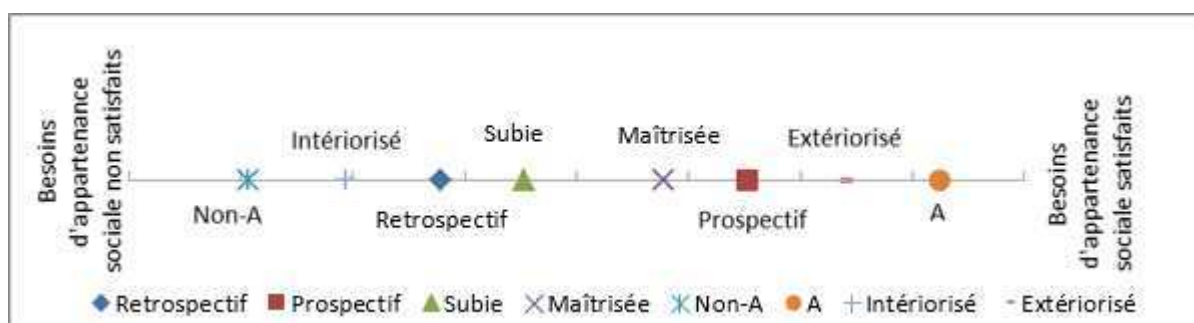 Besoins
d'appartenance
sociale non satisfaits
Intériorisé
Subie
Maîtrisée
Extériorisé
Non-A
Retrospectif
Prospectif
A
Besoins
d'appartenance
sociale satisfaits
Retrospectif Prospectif Subie Maîtrisée Non-A A Intériorisé Extériorisé